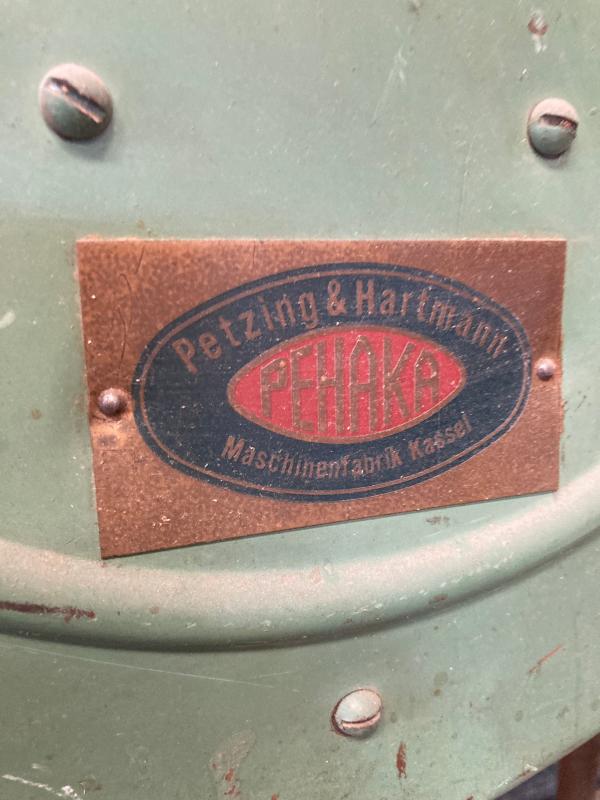 Petzing & Hartmann
PEHAKA
Maschinenfabrik Kassel